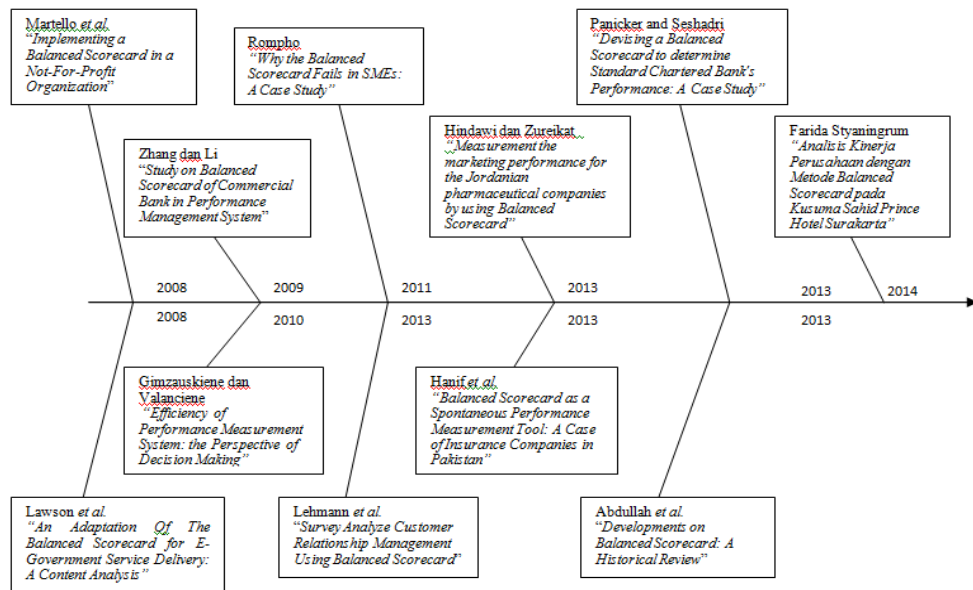 Martello et al.
"Implementing a
Balanced Scorecard in a
Not-For-Profit
Organization"
Rompho
"Why the Balanced
Scorecard Fails in SMEs:
A Case Study"
Panicker and Seshadri
"Devising a Balanced
Scorecard to determine
Standard Chartered Bank's
Performance: A Case Study"
Zhang dan Li
"Study on Balanced
Scorecard of Commercial
Bank in Performance
Management System"
Hindawi dan Zureikat
"Measurement the
marketing performance for
the Jordanian
pharmaceutical companies
by using Balanced
Scorecard"
Farida Styaningrum
"Analisis Kinerja
Perusahaan dengan
Metode Balanced
Scorecard pada
Kusuma Sahid Prince
Hotel Surakarta"
2008 2009 2011 2013 2013 2014
2008 2010 2013 2013 2013
Gimzauskiene dan
Valanciene
"Efficiency of
Performance Measurement
System: the Perspective of
Decision Making"
Hanif et al.
"Balanced Scorecard as a
Spontaneous Performance
Measurement Tool: A Case
of Insurance Companies in
Pakistan"
Lawson et al.
"An Adaptation Of The
Balanced Scorecard for E-
Government Service Delivery:
A Content Analysis"
Lehmann et al.
"Survey Analyze Customer
Relationship Management
Using Balanced Scorecard"
Abdullah et al.
"Developments on
Balanced Scorecard: A
Historical Review"